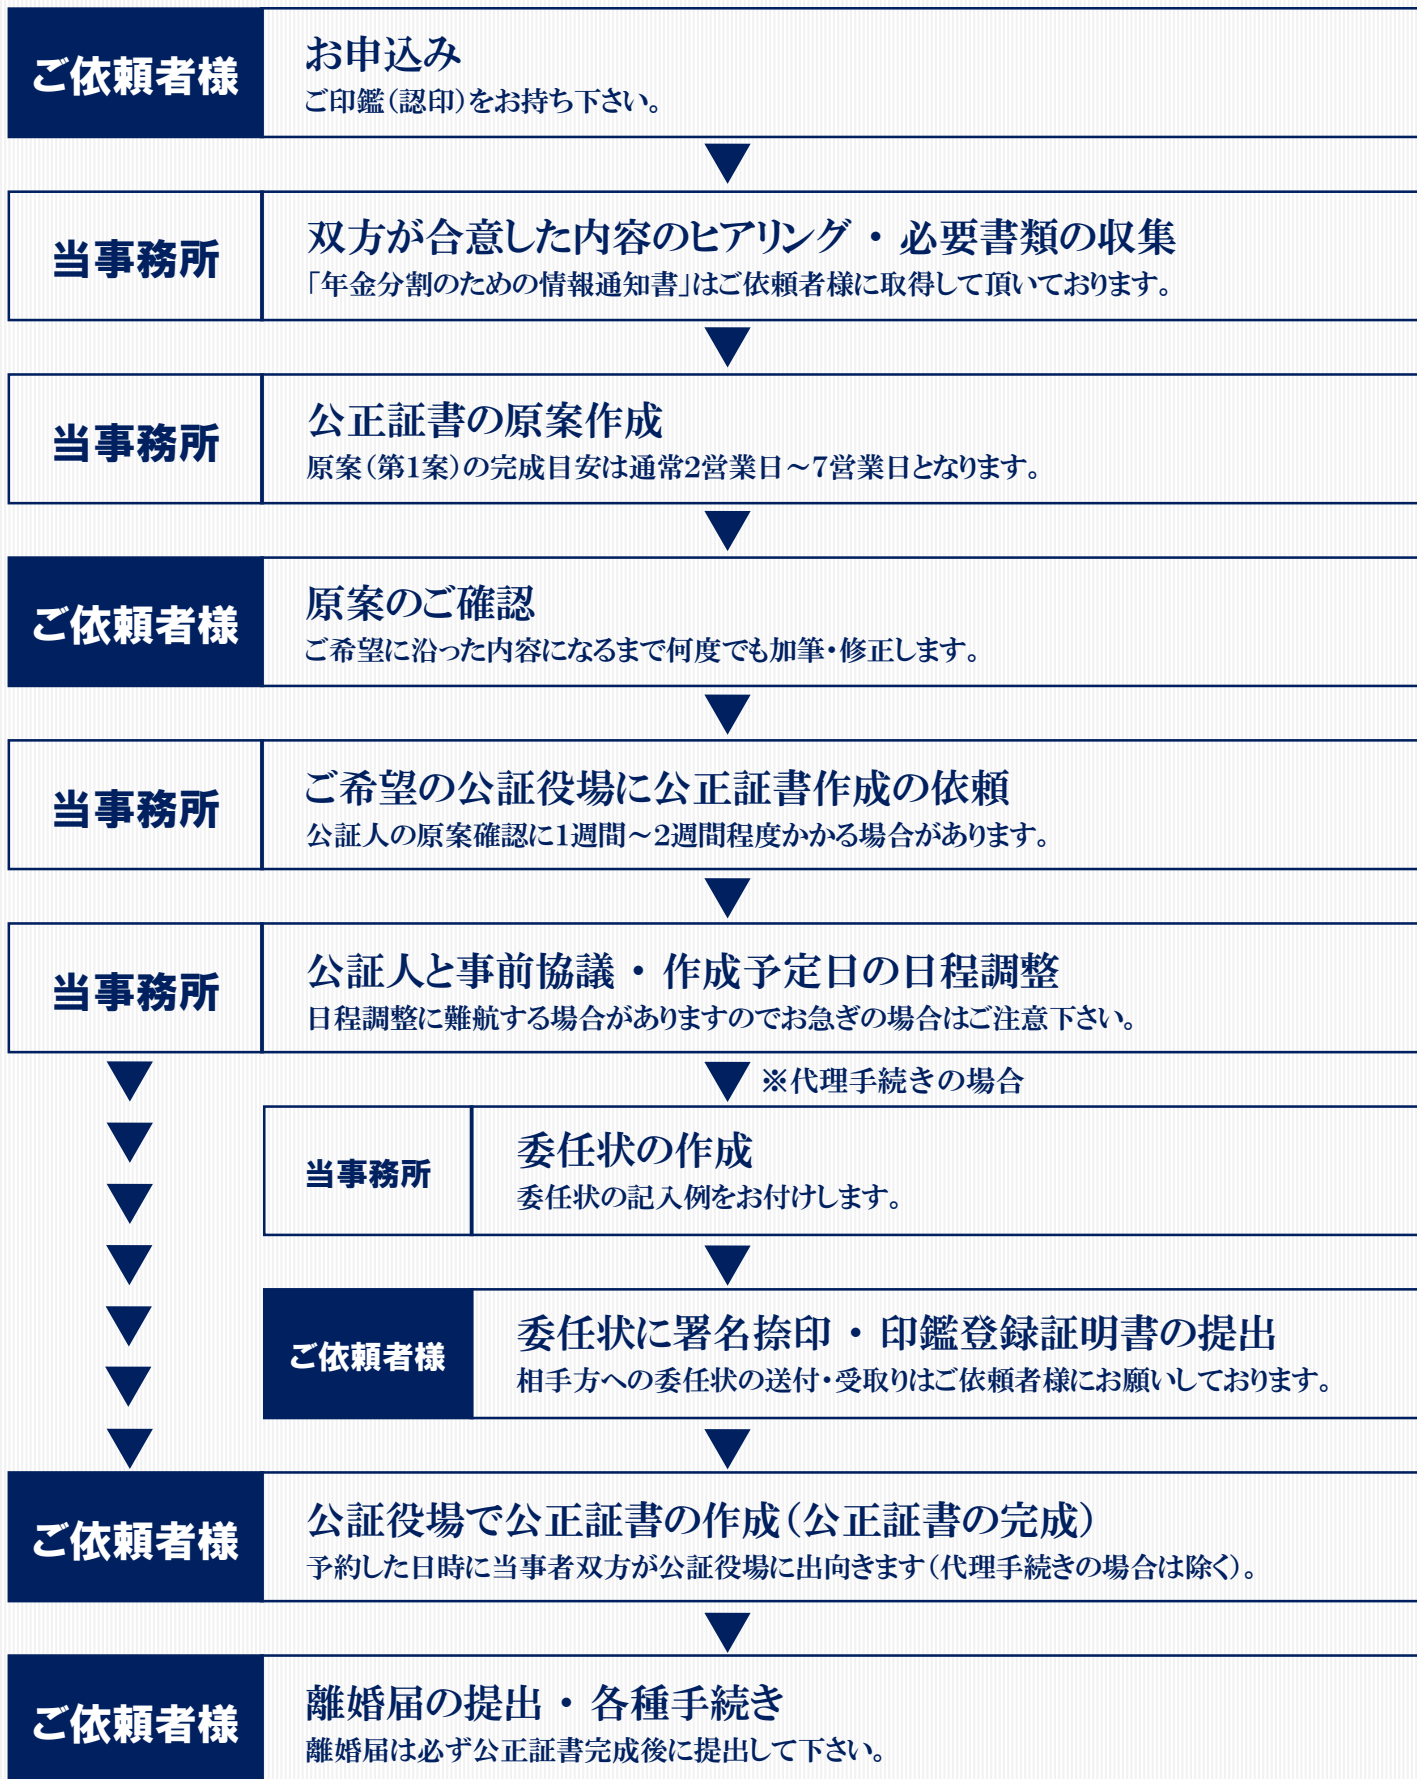 ご依頼者様
お申込み
ご印鑑（認印）をお持ち下さい。
当事務所
双方が合意した内容のヒアリング・必要書類の収集
「年金分割のための情報通知書」はご依頼者様に取得して頂いております。
当事務所
公正証書の原案作成
原案（第1案）の完成目安は通常2営業日～7営業日となります。
ご依頼者様
原案のご確認
ご希望に沿った内容になるまで何度でも加筆・修正します。
当事務所
ご希望の公証役場に公正証書作成の依頼
公証人の原案確認に1週間～2週間程度かかる場合があります。
当事務所
公証人と事前協議・作成予定日の日程調整
日程調整に難航する場合がありますのでお急ぎの場合はご注意下さい。
※代理手続きの場合
当事務所
委任状の作成
委任状の記入例をお付けします。
ご依頼者様
委任状に署名捺印・印鑑登録証明書の提出
相手方への委任状の送付・受取りはご依頼者様にお願いしております。
ご依頼者様
公証役場で公正証書の作成（公正証書の完成）
予約した日時に当事者双方が公証役場に出向きます（代理手続きの場合は除く）。
ご依頼者様
離婚届の提出・各種手続き
離婚届は必ず公正証書完成後に提出して下さい。